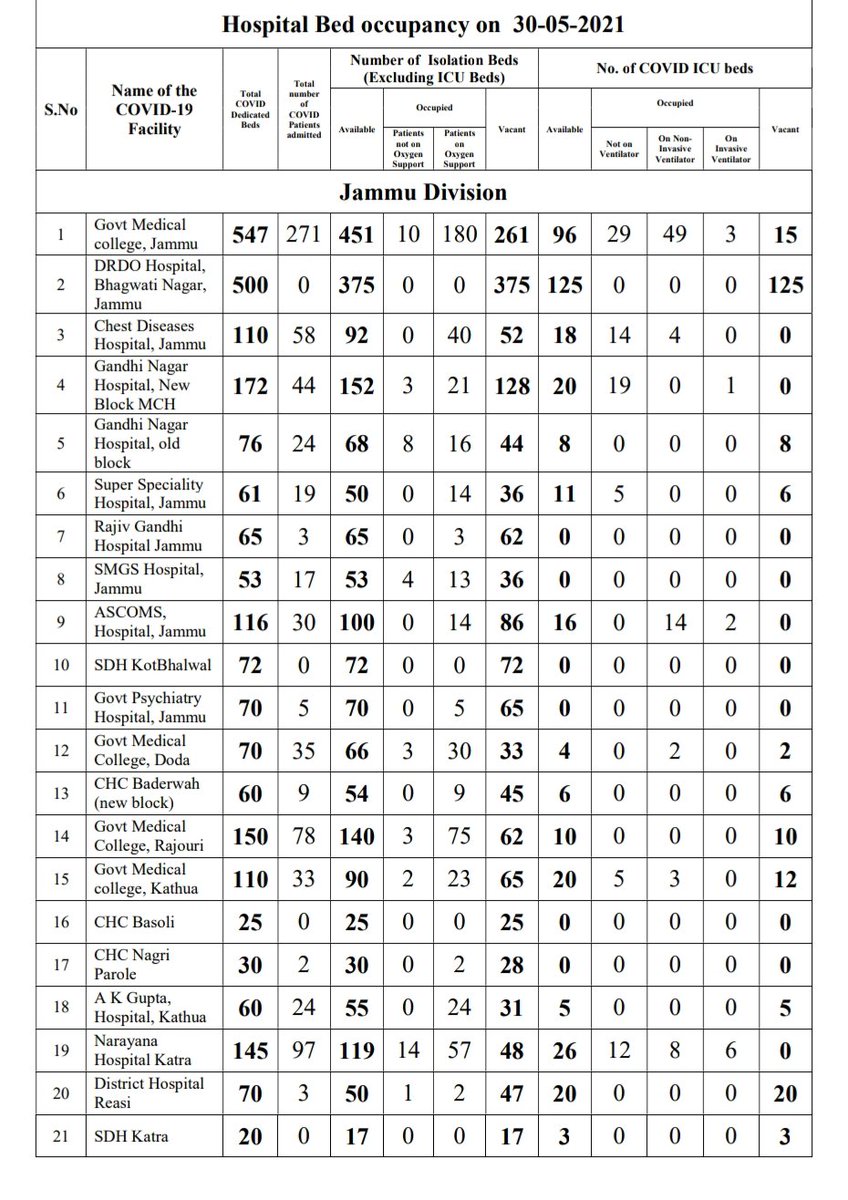 Hospital Bed occupancy on 30-05-2021
S.No
Name of the
COVID-19
Facility
Total
COVID
Dedicated
Beds
Total
number
of
COVID
Patients
admitted
Number of Isolation Beds
(Excluding ICU Beds)
No. of COVID ICU beds
Available
Occupied
Patients
not on
Oxygen
Support
Patients
on
Oxygen
Support
Vacant
Available
Occupied
Not on
Ventilator
On Non-
Invasive
Ventilator
On
Invasive
Ventilator
Vacant
Jammu Division
1 Govt Medical
college, Jammu 547 271 451 10 180 261 96 29 49 3 15
2 DRDO Hospital,
Bhagwati Nagar,
Jammu 500 0 375 0 0 375 125 0 0 0 125
3 Chest Diseases
Hospital, Jammu 110 58 92 0 40 52 18 14 4 0 0
4 Gandhi Nagar
Hospital, New
Block MCH 172 44 152 3 21 128 20 19 0 1 0
5 Gandhi Nagar
Hospital, old
block 76 24 68 8 16 44 8 0 0 0 8
6 Super Speciality
Hospital, Jammu 61 19 50 0 14 36 11 5 0 0 6
7 Rajiv Gandhi
Hospital Jammu 65 3 65 0 3 62 0 0 0 0 0
8 SMGS Hospital,
Jammu 53 17 53 4 13 36 0 0 0 0 0
9 ASCOMS,
Hospital, Jammu 116 30 100 0 14 86 16 0 14 2 0
10 SDH KotBhalwal 72 0 72 0 0 72 0 0 0 0 0
11 Govt Psychiatry
Hospital, Jammu 70 5 70 0 5 65 0 0 0 0 0
12 Govt Medical
College, Doda 70 35 66 3 30 33 4 0 2 0 2
13 CHC Baderwah
(new block) 60 9 54 0 9 45 6 0 0 0 6
14 Govt Medical
College, Rajouri 150 78 140 3 75 62 10 0 0 0 10
15 Govt Medical
college, Kathua 110 33 90 2 23 65 20 5 3 0 12
16 CHC Basoli 25 0 25 0 0 25 0 0 0 0 0
17 CHC Nagri
Parole 30 2 30 0 2 28 0 0 0 0 0
18 A K Gupta,
Hospital, Kathua 60 24 55 0 24 31 5 0 0 0 5
19 Narayana
Hospital Katra 145 97 119 14 57 48 26 12 8 6 0
20 District Hospital
Reasi 70 3 50 1 2 47 20 0 0 0 20
21 SDH Katra 20 0 17 0 0 17 3 0 0 0 3